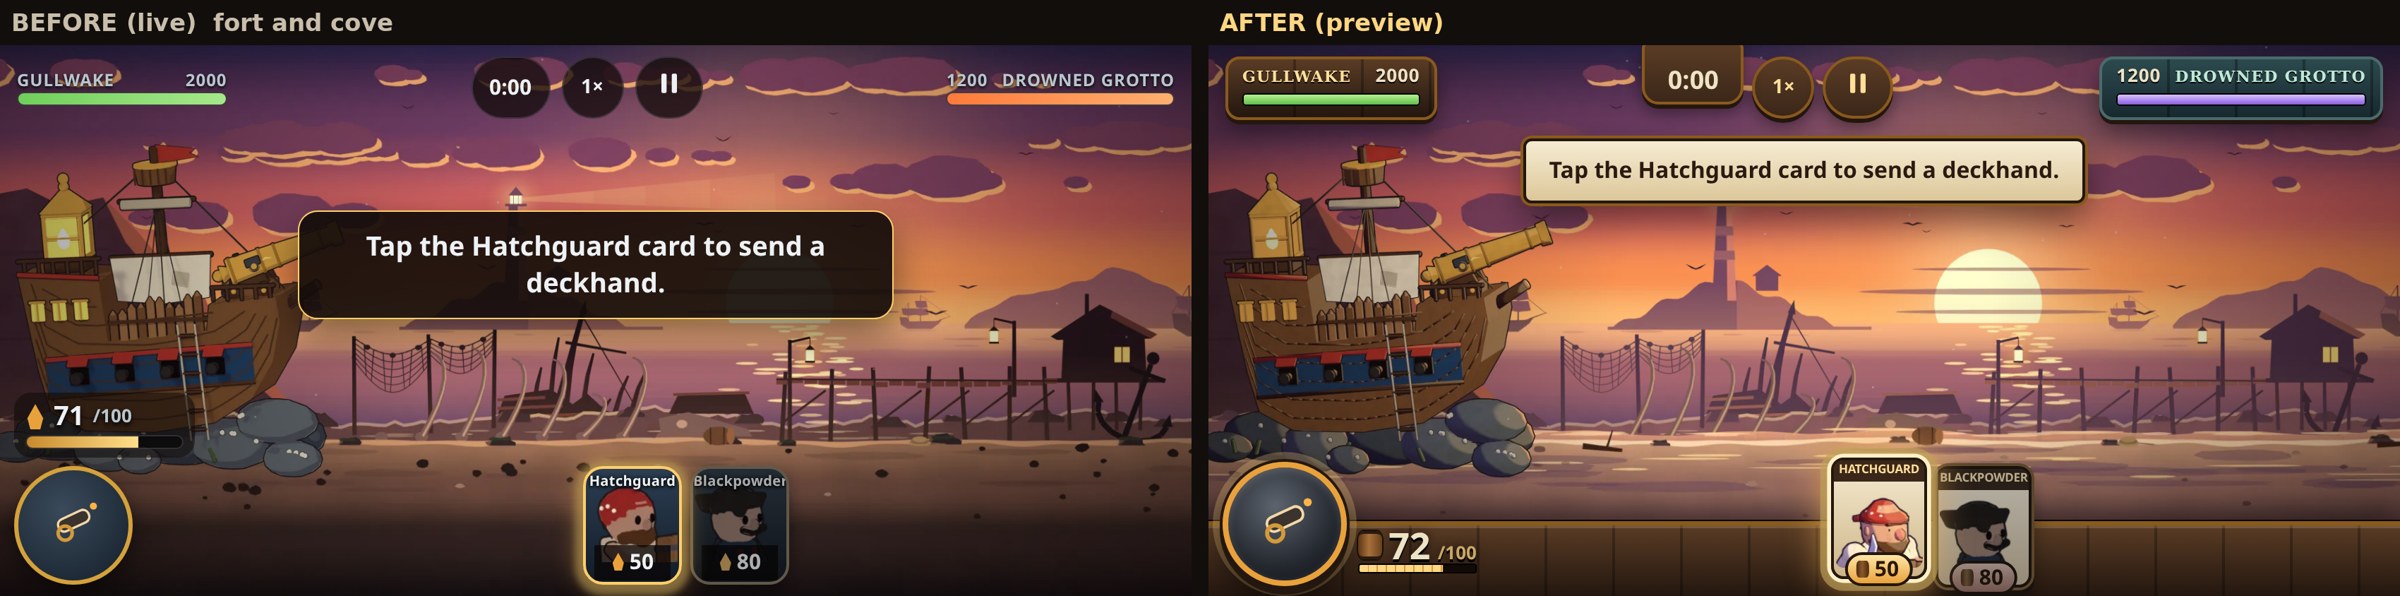 BEFORE (live) fort and cove
GULLWAKE 2000
0:00
1×
1200 DROWNED GROTTO
Tap the Hatchguard card to send a
deckhand.
71 /100
Hatchguard
50
Blackpowder
80
AFTER (preview)
GULLWAKE 2000
0:00
1×
1200 DROWNED GROTTO
Tap the Hatchguard card to send a deckhand.
72 /100
HATCHGUARD
50
BLACKPOWDER
80